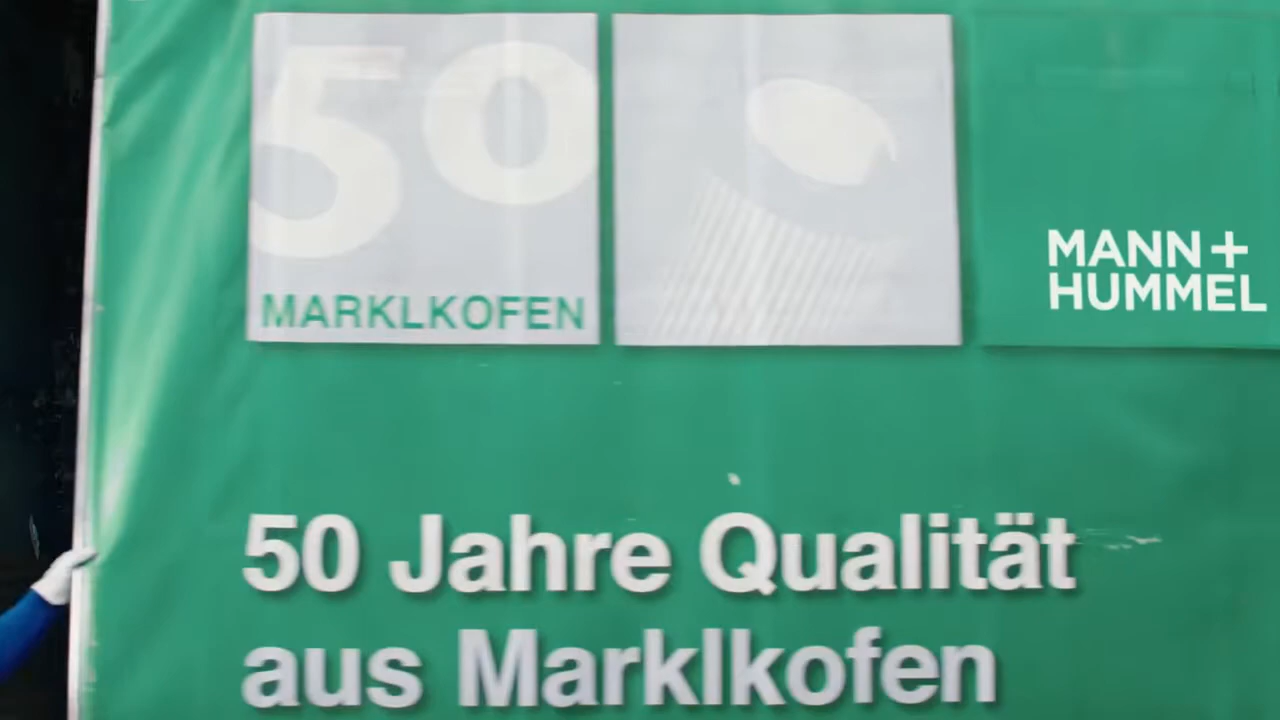 50
MARKLKOFEN
MANN+
HUMMEL
50 Jahre Qualität
aus Marklkofen